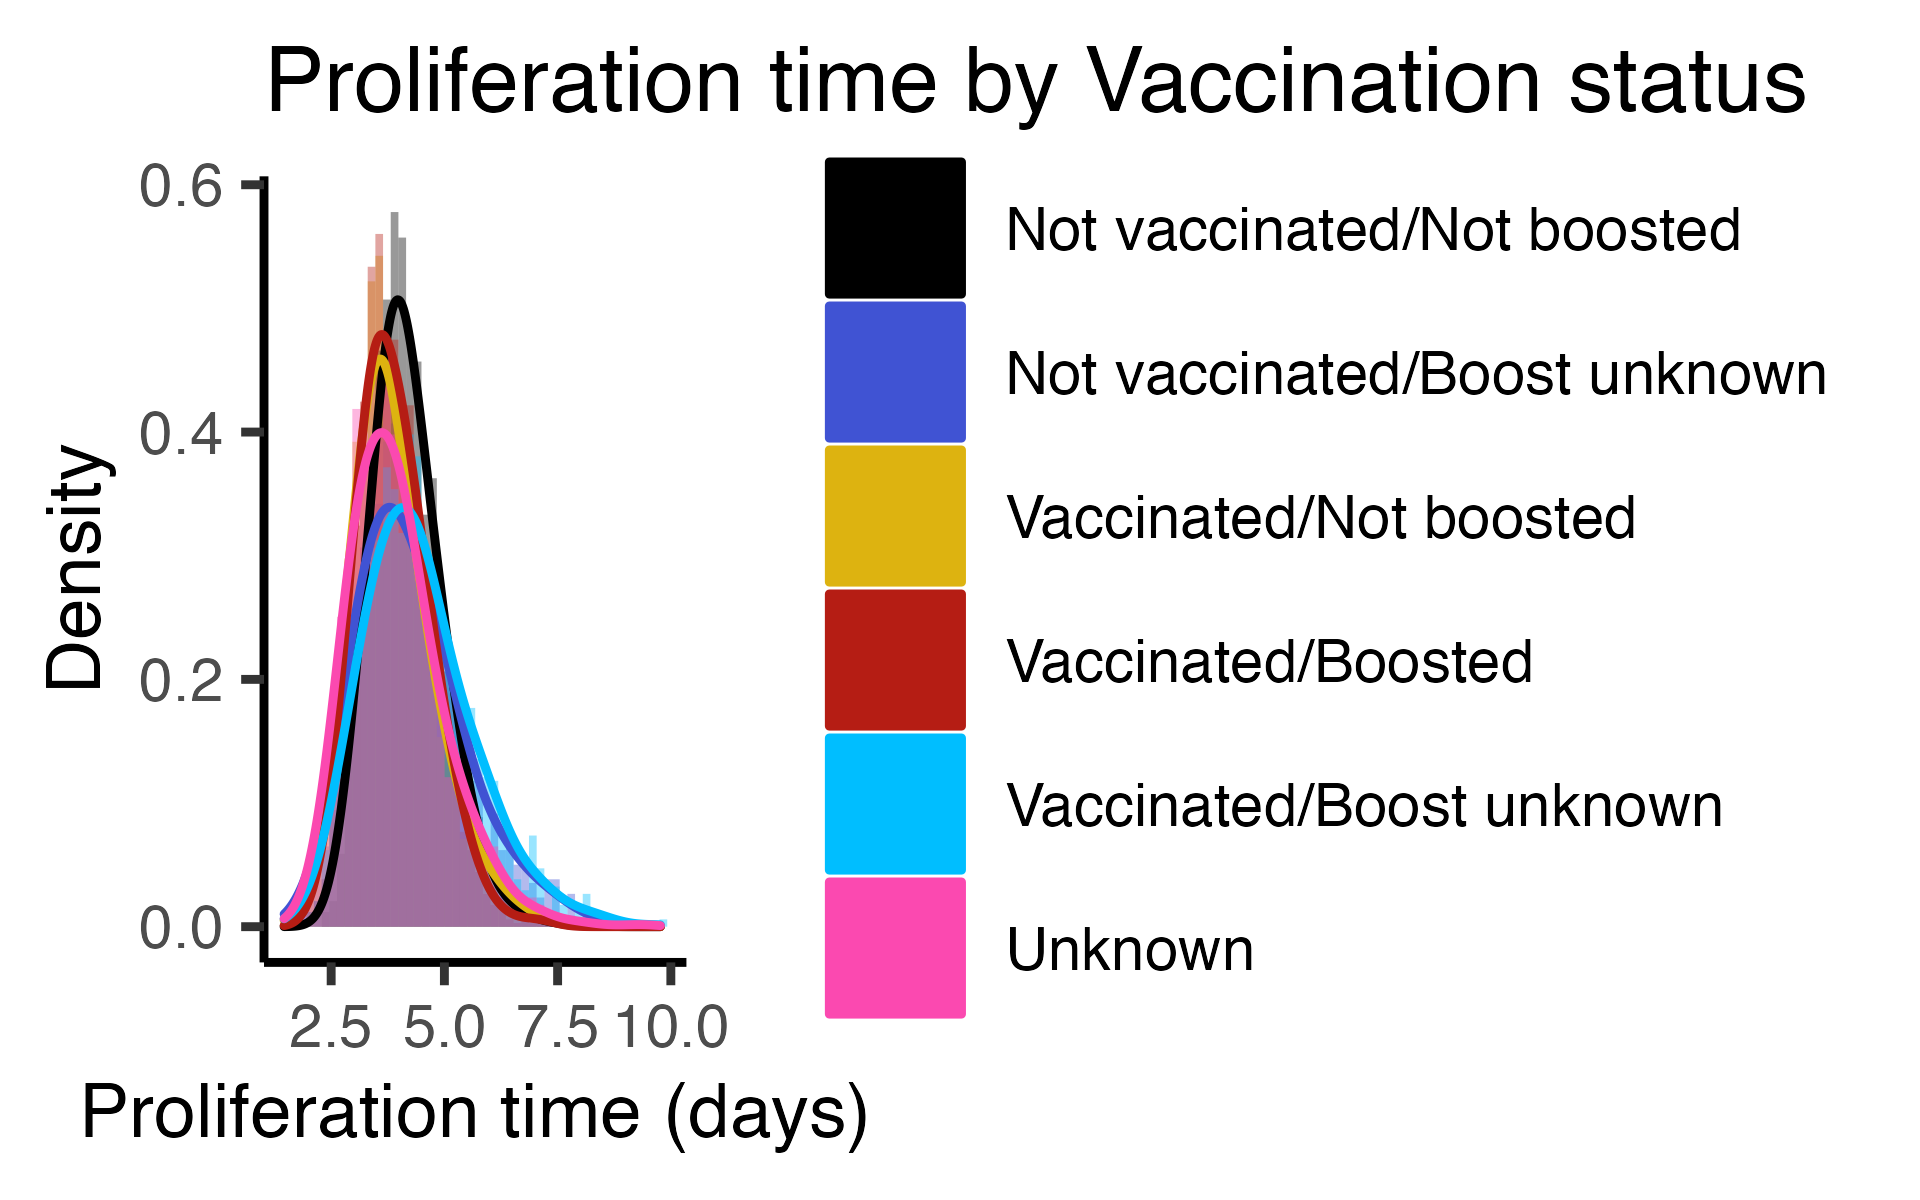 Proliferation time by Vaccination status
0.6
0.4
0.2
0.0
Density
2.5 5.0 7.5 10.0
Proliferation time (days)
Not vaccinated/Not boosted
Not vaccinated/Boost unknown
Vaccinated/Not boosted
Vaccinated/Boosted
Vaccinated/Boost unknown
Unknown